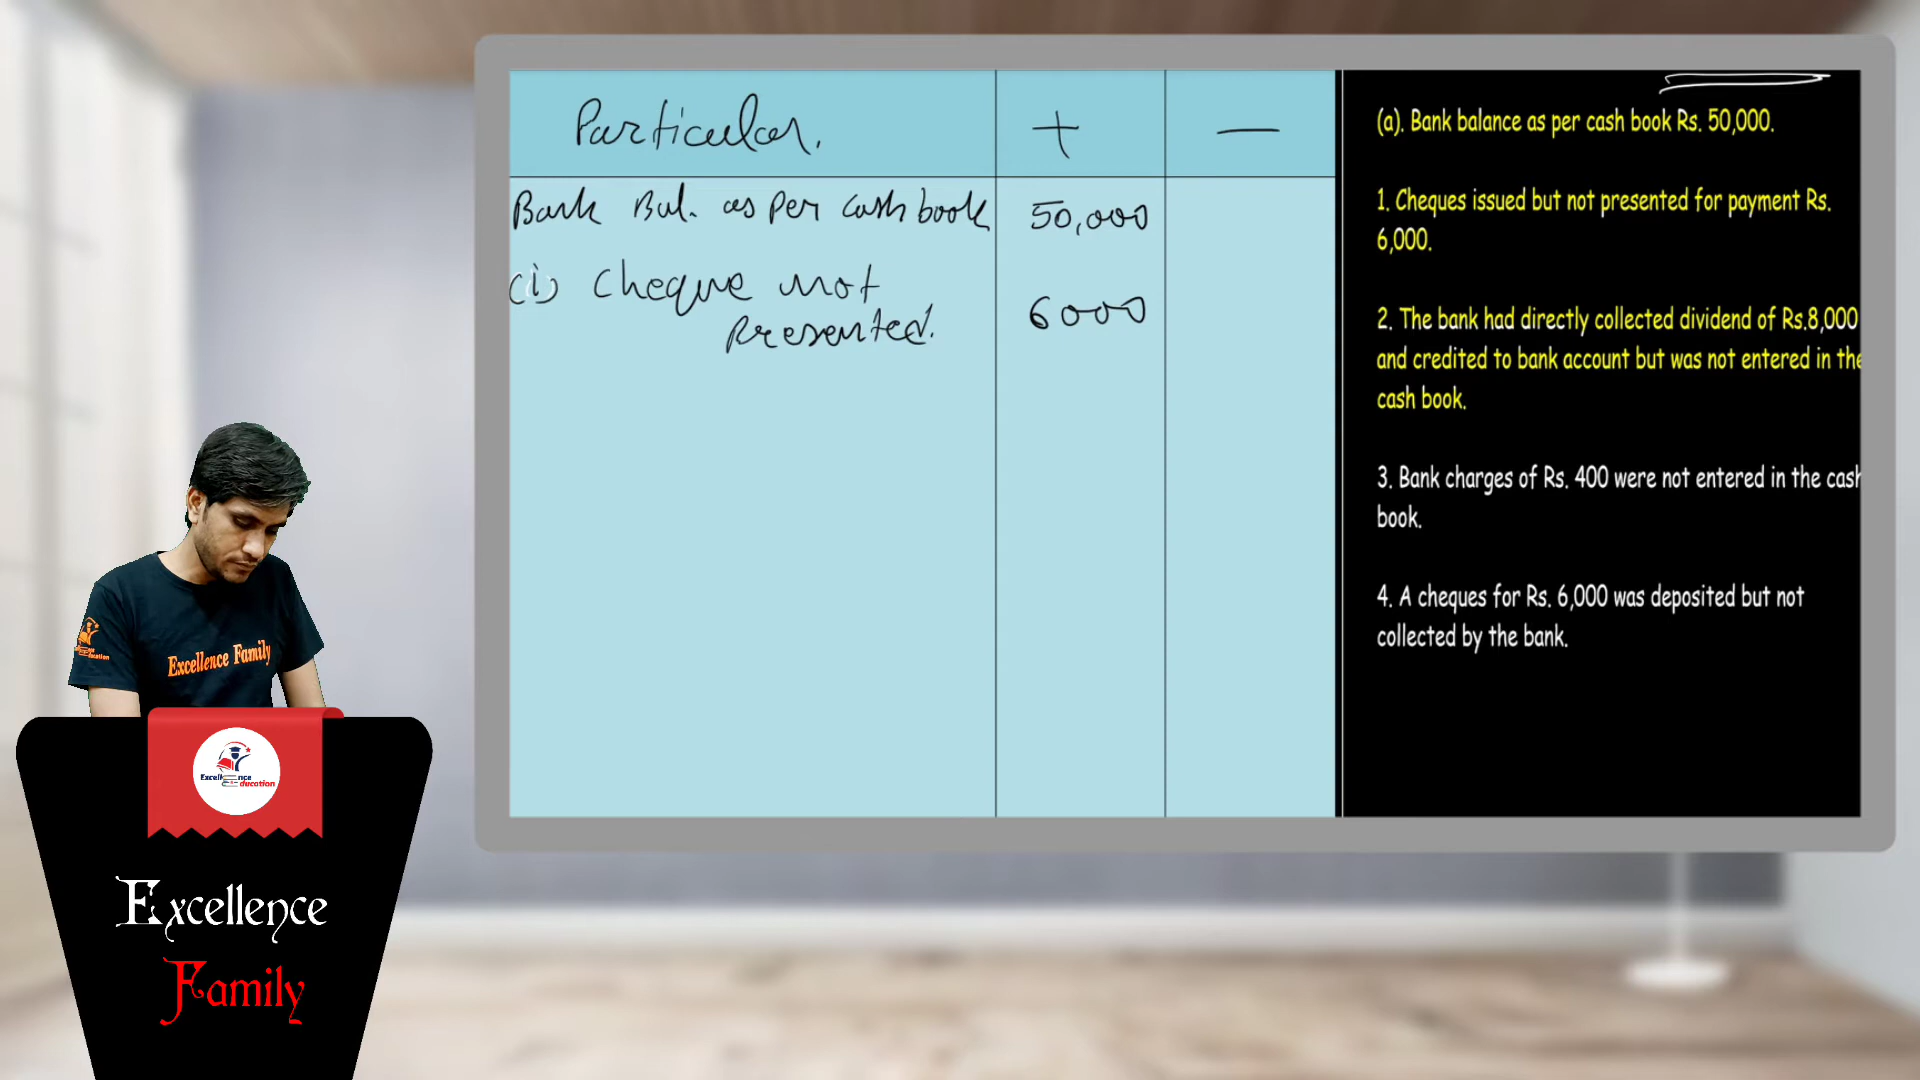 Particular. + —
Bank Bal. as per cash book 50,000
(i) Cheque not
presented. 6000
(a). Bank balance as per cash book Rs. 50,000.
1. Cheques issued but not presented for payment Rs.
6,000.
2. The bank had directly collected dividend of Rs.8,000
and credited to bank account but was not entered in the
cash book.
3. Bank charges of Rs. 400 were not entered in the cash
book.
4. A cheques for Rs. 6,000 was deposited but not
collected by the bank.
Excellence Family
Excellence
Education
Excellence
Family